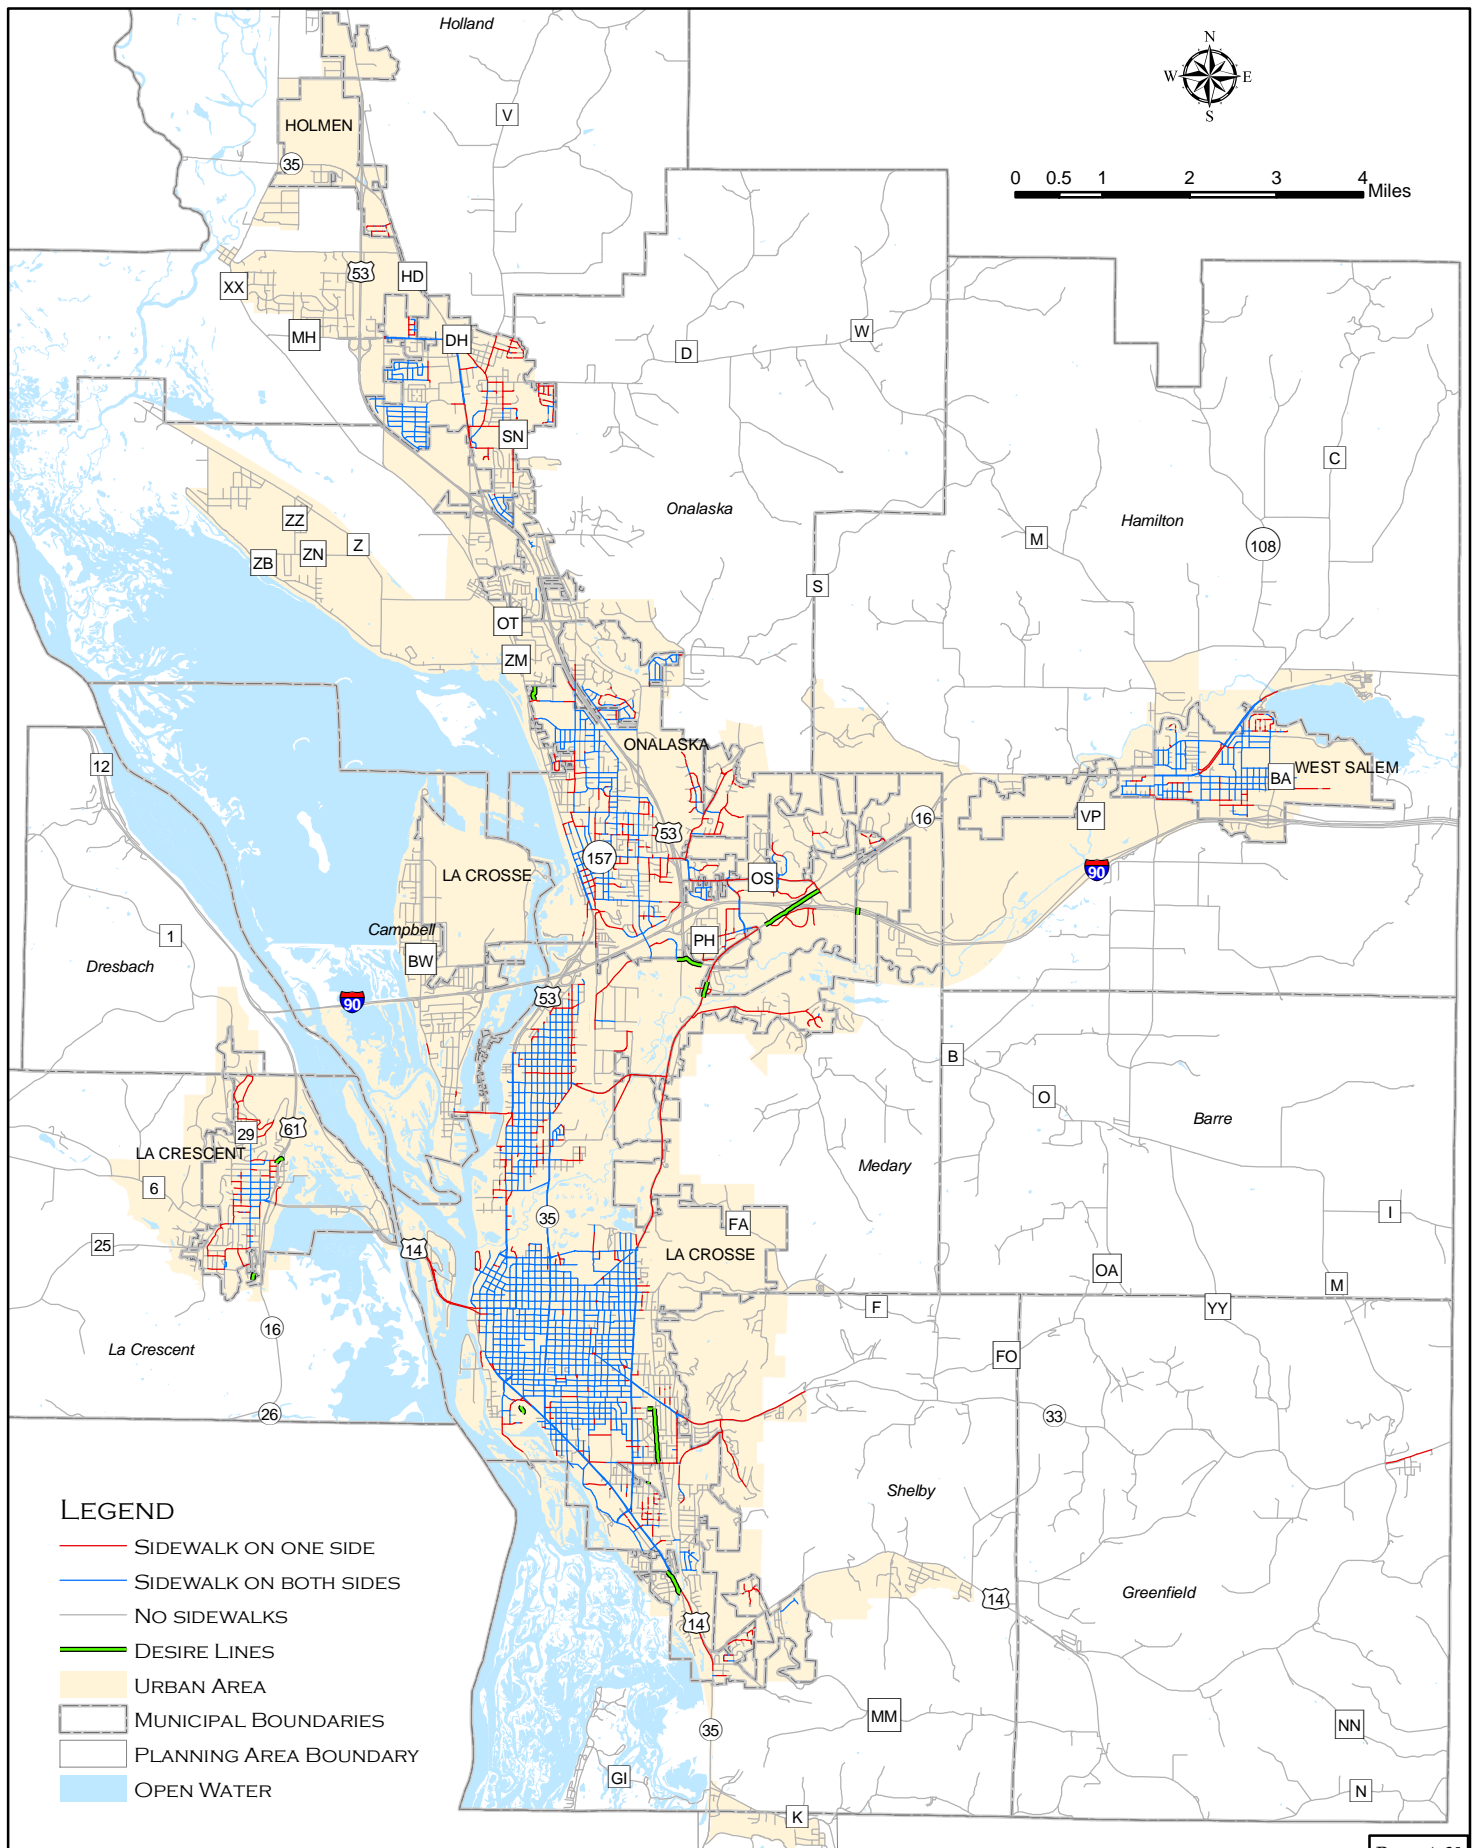 Holland
N
W E
S
HOLMEN
V
35
0 0.5 1 2 3 4 Miles
53
HD
XX
MH
DH
D
W
SN
C
Onalaska
Hamilton
ZZ
ZN
Z
ZB
M
108
S
OT
ZM
ONALASKA
12
BA
WEST SALEM
VP
16
53
157
LA CROSSE
OS
90
Campbell
1
PH
BW
Dresbach
53
90
B
O
Barre
29
61
LA CRESCENT
Medary
6
I
35
FA
25
14
LA CROSSE
OA
M
F
YY
16
La Crescent
FO
26
33
Shelby
LEGEND
SIDEWALK ON ONE SIDE
SIDEWALK ON BOTH SIDES
NO SIDEWALKS
DESIRE LINES
URBAN AREA
MUNICIPAL BOUNDARIES
PLANNING AREA BOUNDARY
OPEN WATER
Greenfield
14
14
MM
NN
35
GI
N
K